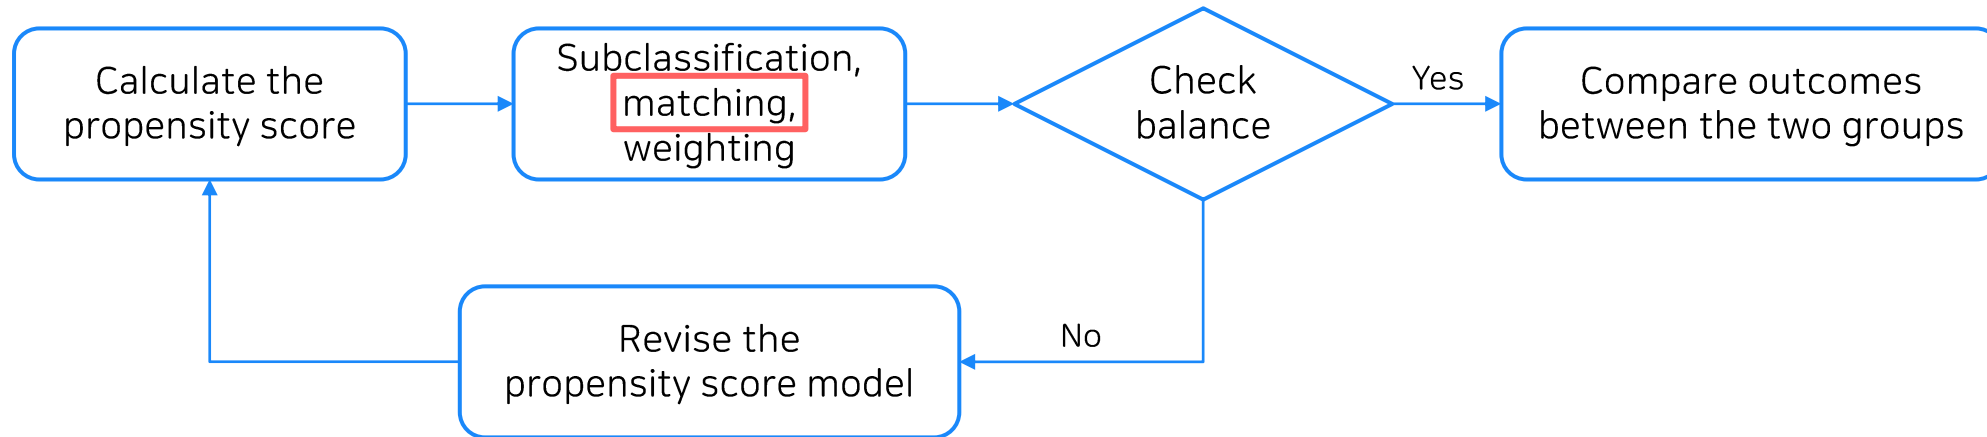 Calculate the
propensity score
Subclassification,
matching,
weighting
Check
balance
Yes
Compare outcomes
between the two groups
No
Revise the
propensity score model